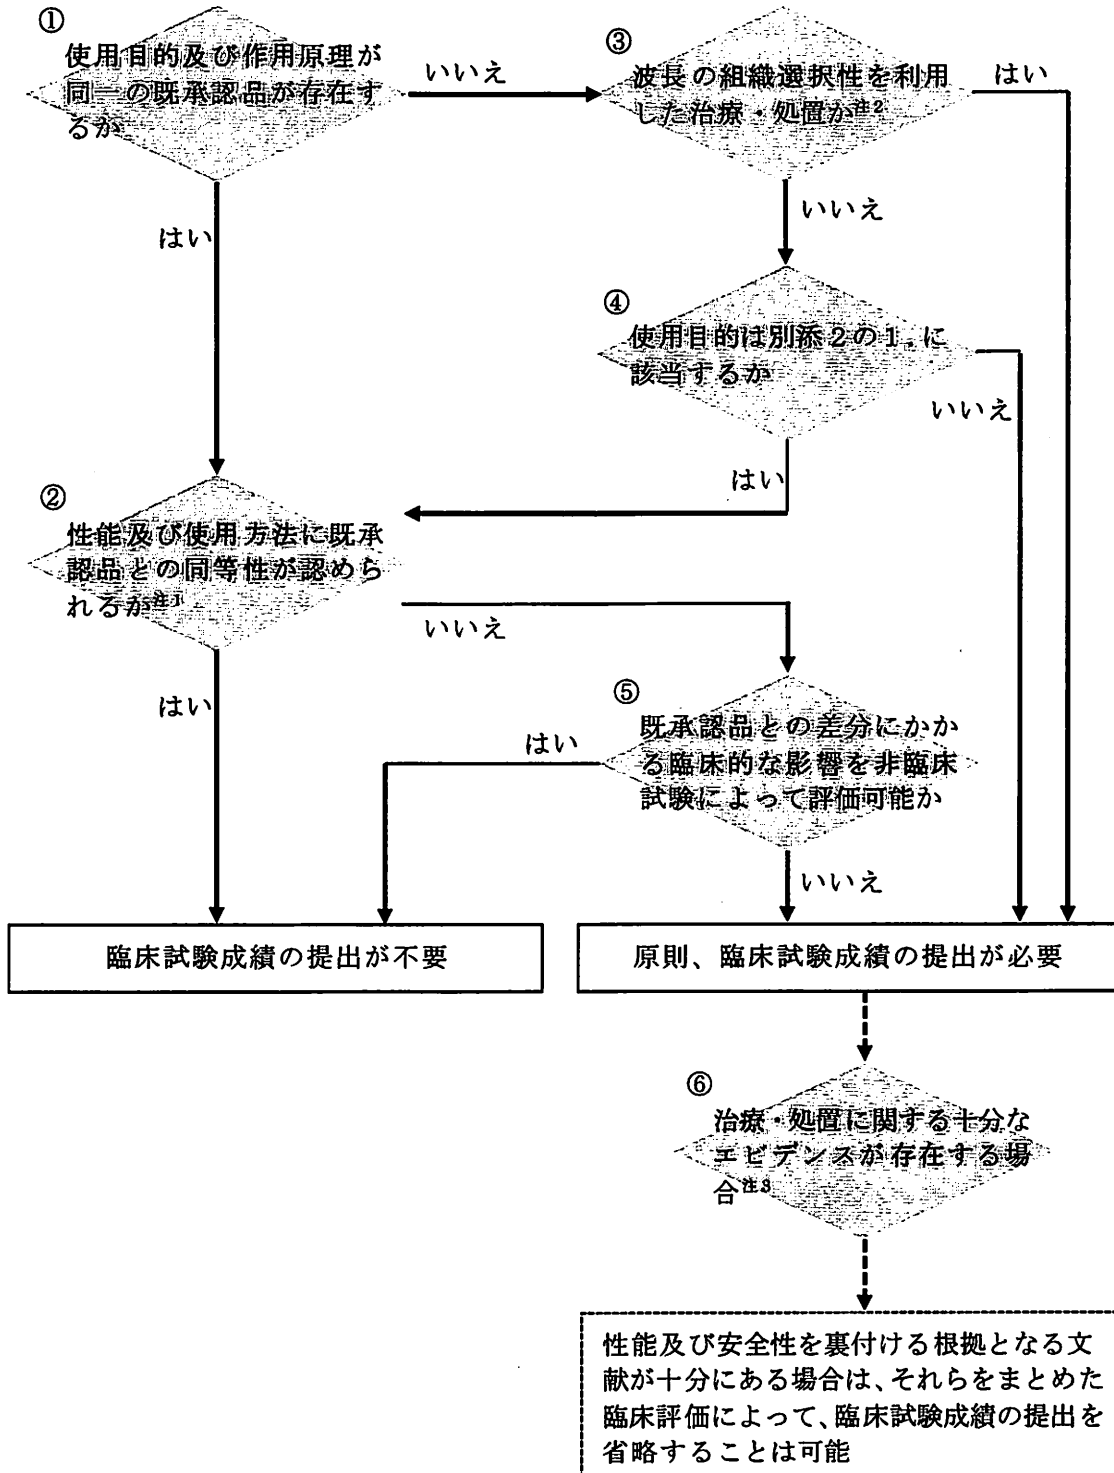 ①
使用目的及び作用原理が
同一の既承認品が存在す
るか
いいえ
③
波長の組織選択性を利用
した治療・処置か注2
はい
はい
いいえ
④
使用目的は別添2の1.に
該当するか
いいえ
はい
②
性能及び使用方法に既承
認品との同等性が認めら
れるか注1
いいえ
はい
⑤
既承認品との差分にかか
る臨床的な影響を非臨床
試験によって評価可能か
はい
いいえ
臨床試験成績の提出が不要
原則、臨床試験成績の提出が必要
⑥
治療・処置に関する十分な
エビデンスが存在する場
合注3
性能及び安全性を裏付ける根拠となる文
献が十分にある場合は、それらをまとめた
臨床評価によって、臨床試験成績の提出を
省略することは可能